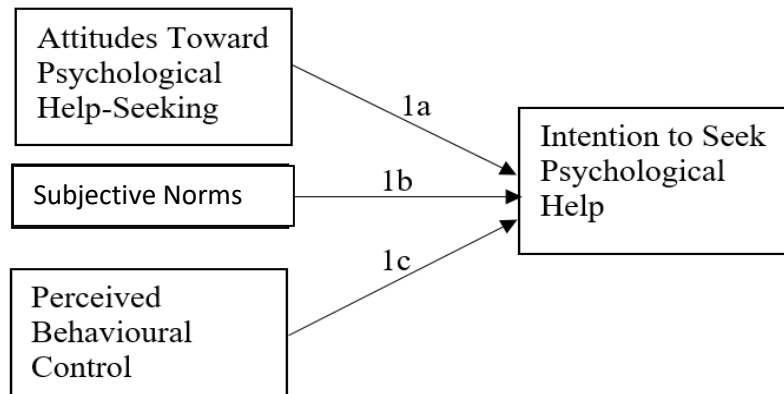 Attitudes Toward
Psychological
Help-Seeking
1a
Subjective Norms
1b
Perceived
Behavioural
Control
1c
Intention to Seek
Psychological
Help